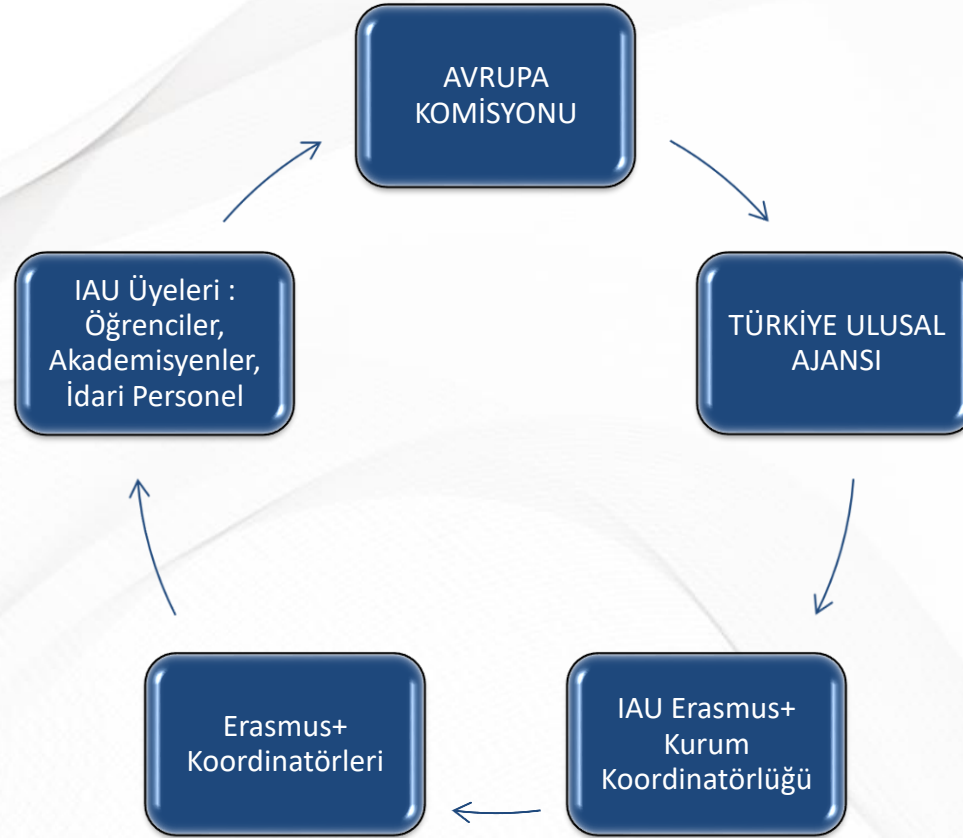 AVRUPA
KOMİSYONU
TÜRKİYE ULUSAL
AJANSI
IAU Erasmus+
Kurum
Koordinatörlüğü
Erasmus+
Koordinatörleri
IAU Üyeleri :
Öğrenciler,
Akademisyenler,
İdari Personel